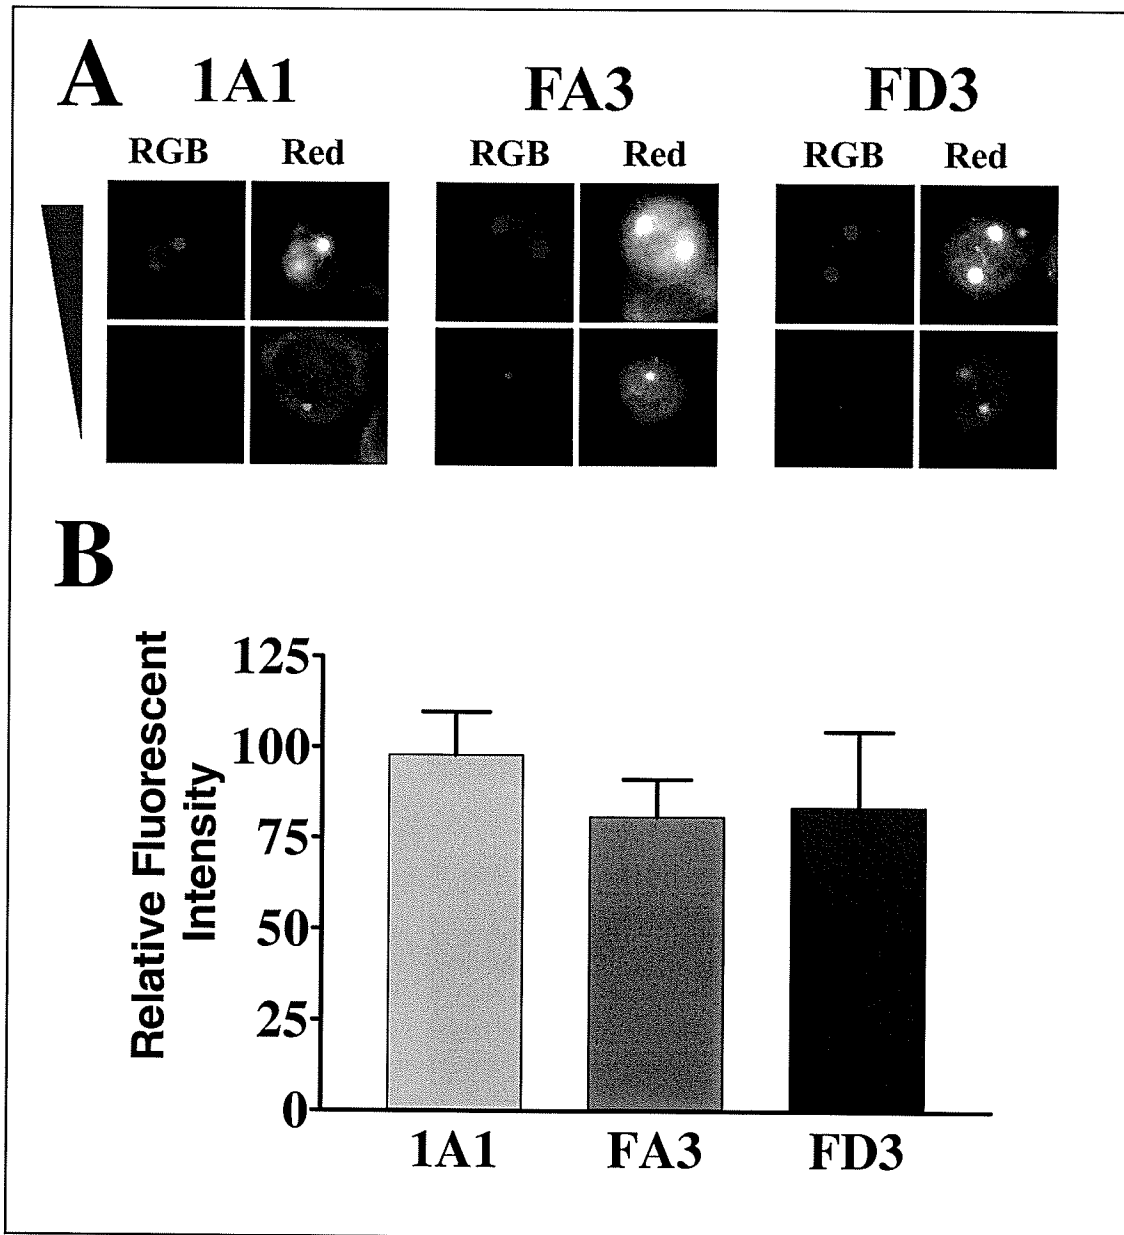 A
1A1 FA3 FD3
RGB Red RGB Red RGB Red
B
Relative Fluorescent
Intensity
125
100
75
50
25
0
1A1 FA3 FD3